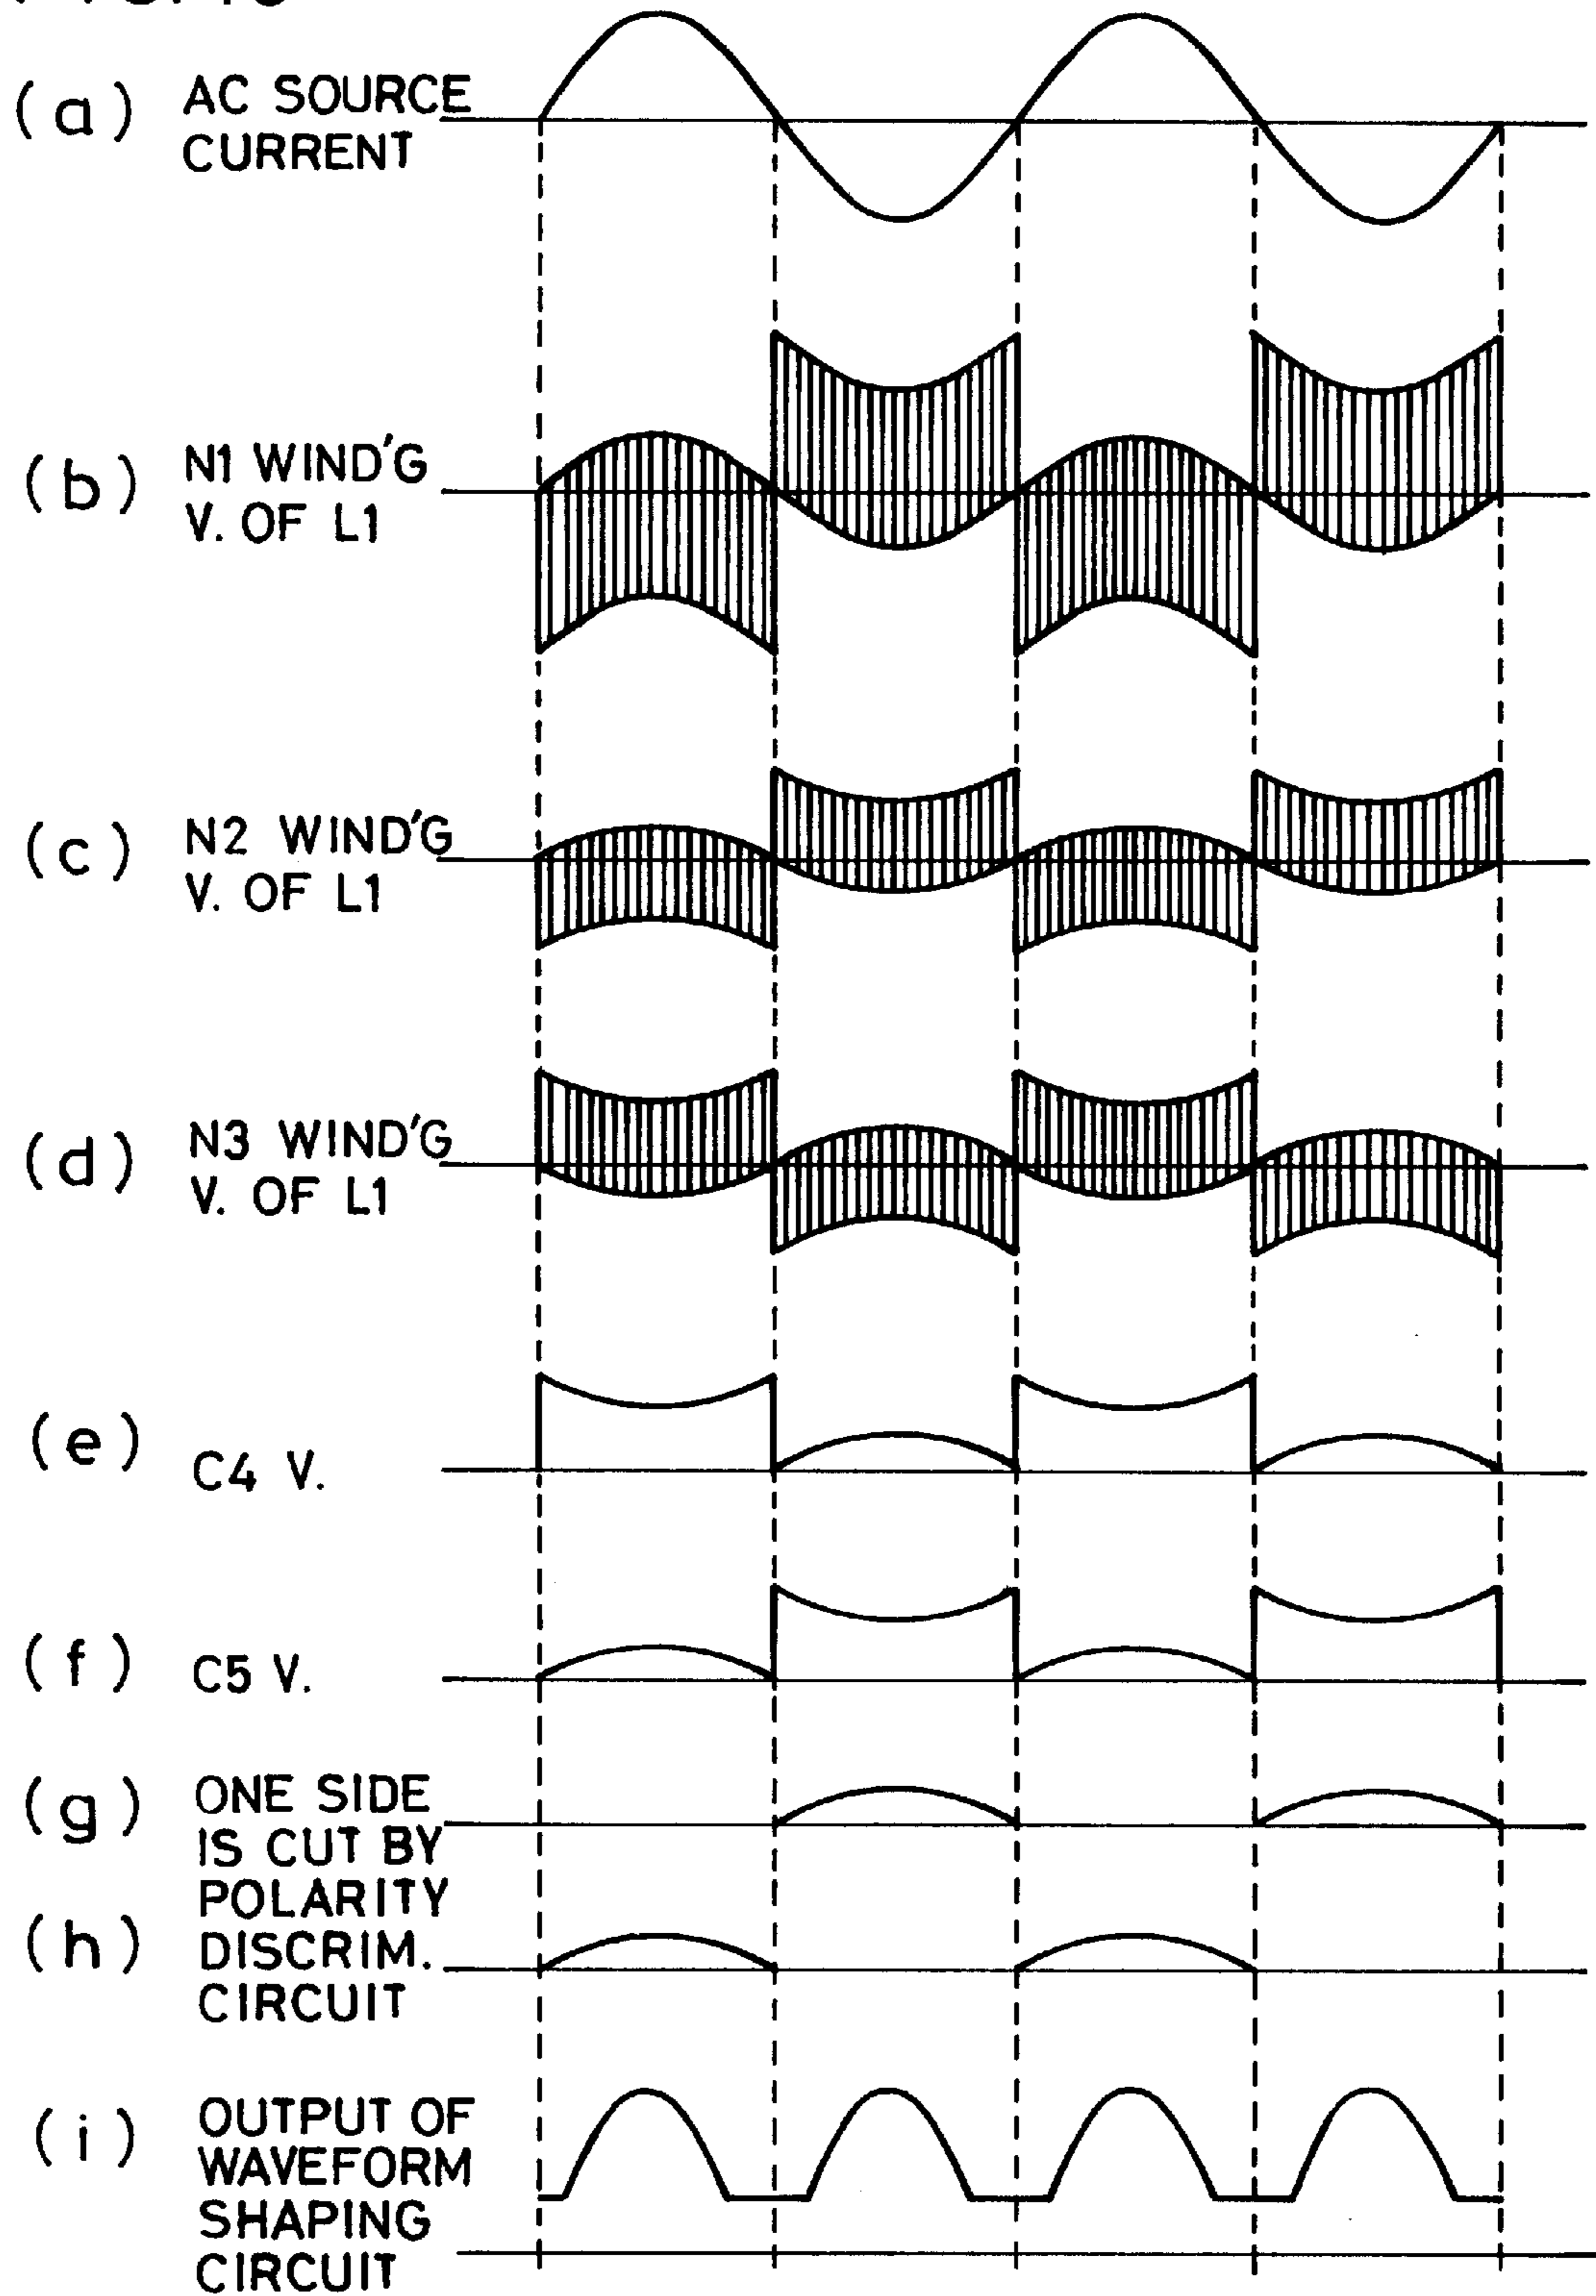 (a) AC SOURCE
CURRENT
(b) N1 WIND'G
V. OF L1
(c) N2 WIND'G
V. OF L1
(d) N3 WIND'G
V. OF L1
(e) C4 V.
(f) C5 V.
(g) ONE SIDE
IS CUT BY
POLARITY
(h) DISCRIM.
CIRCUIT
(i) OUTPUT OF
WAVEFORM
SHAPING
CIRCUIT